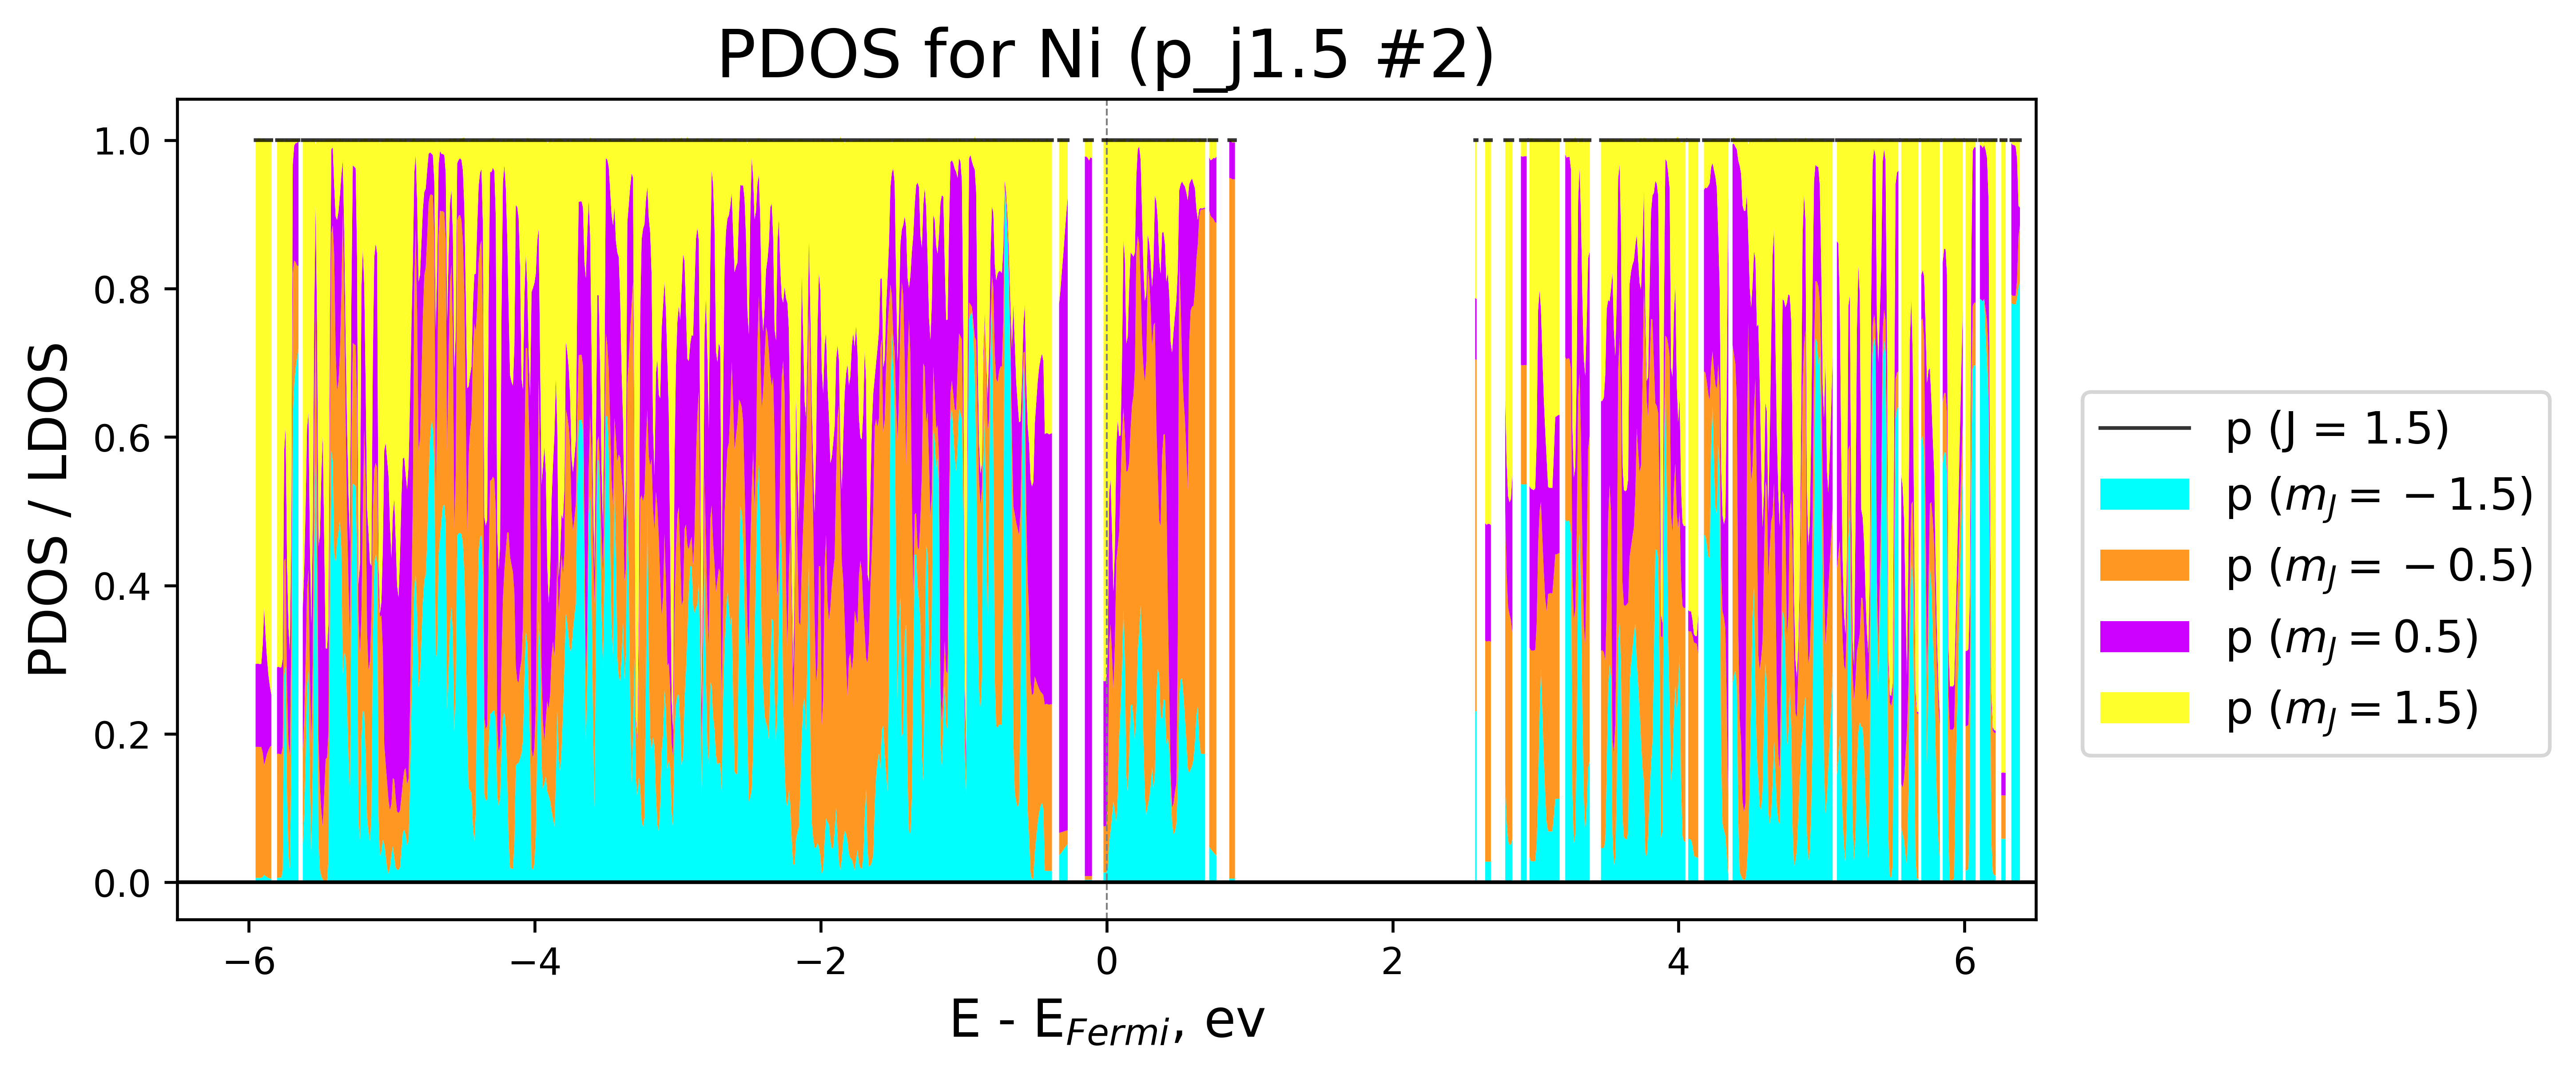 PDOS for Ni (p_j1.5 #2)
PDOS / LDOS
1.0
0.8
0.6
0.4
0.2
0.0
−6 −4 −2 0 2 4 6
E - E_Fermi, ev
p (J = 1.5)
p (m_J = −1.5)
p (m_J = −0.5)
p (m_J = 0.5)
p (m_J = 1.5)